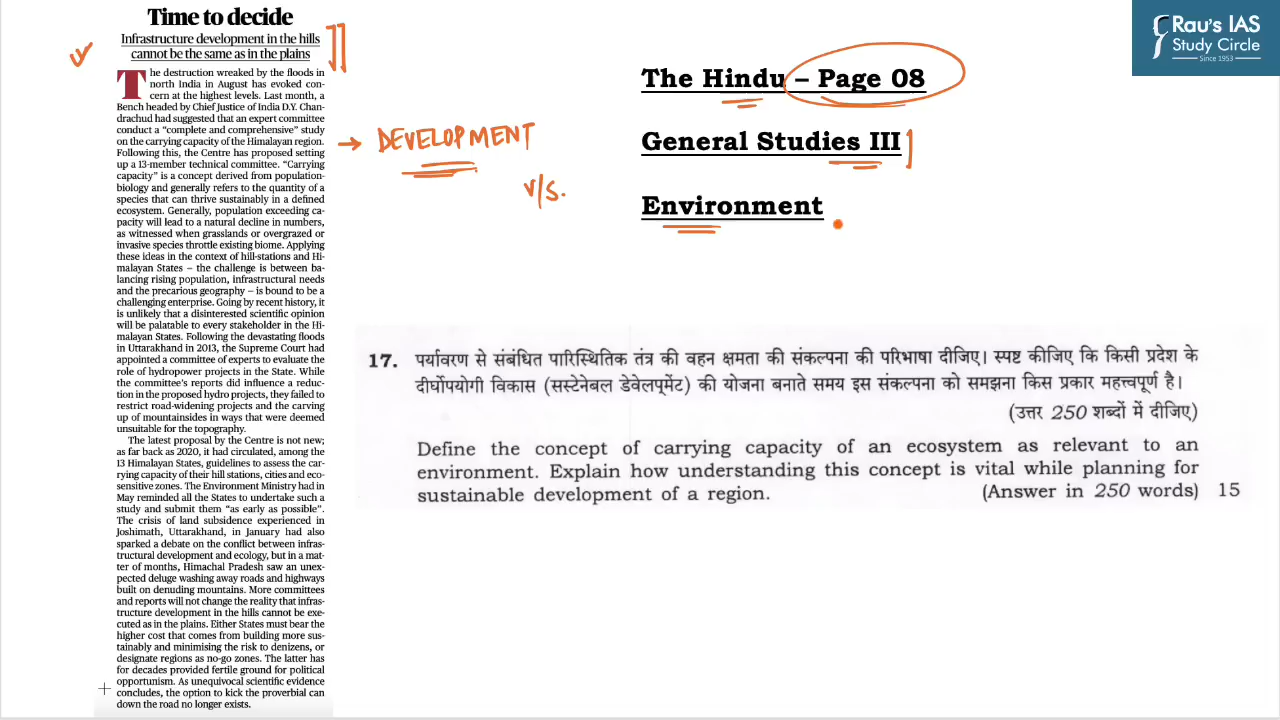 Time to decide
Infrastructure development in the hills
cannot be the same as in the plains
The destruction wreaked by the floods in
north India in August has evoked con-
cern at the highest levels. Last month, a
Bench headed by Chief Justice of India D.Y. Chan-
drachud had suggested that an expert committee
conduct a “complete and comprehensive” study
on the carrying capacity of the Himalayan region.
Following this, the Centre has proposed setting
up a 13-member technical committee. “Carrying
capacity” is a concept derived from population-
biology and generally refers to the quantity of a
species that can thrive sustainably in a defined
ecosystem. Generally, population exceeding ca-
pacity will lead to a natural decline in numbers,
as witnessed when grasslands or overgrazed or
invasive species throttle existing biome. Applying
these ideas in the context of hill-stations and Hi-
malayan States – the challenge is between ba-
lancing rising population, infrastructural needs
and the precarious geography – is bound to be a
challenging enterprise. Going by recent history, it
is unlikely that a disinterested scientific opinion
will be palatable to every stakeholder in the Hi-
malayan States. Following the devastating floods
in Uttarakhand in 2013, the Supreme Court had
appointed a committee of experts to evaluate the
role of hydropower projects in the State. While
the committee’s reports did influence a reduc-
tion in the proposed hydro projects, they failed to
restrict road-widening projects and the carving
up of mountainsides in ways that were deemed
unsuitable for the topography.
The latest proposal by the Centre is not new;
as far back as 2020, it had circulated, among the
13 Himalayan States, guidelines to assess the car-
rying capacity of their hill stations, cities and eco-
sensitive zones. The Environment Ministry had in
May reminded all the States to undertake such a
study and submit them “as early as possible”.
The crisis of land subsidence experienced in
Joshimath, Uttarakhand, in January had also
sparked a debate on the conflict between infras-
tructural development and ecology, but in a mat-
ter of months, Himachal Pradesh saw an unex-
pected deluge washing away roads and highways
built on denuding mountains. More committees
and reports will not change the reality that infras-
tructure development in the hills cannot be exe-
cuted as in the plains. Either States must bear the
higher cost that comes from building more sus-
tainably and minimising the risk to denizens, or
designate regions as no-go zones. The latter has
for decades provided fertile ground for political
opportunism. As unequivocal scientific evidence
concludes, the option to kick the proverbial can
down the road no longer exists.
DEVELOPMENT
v/s.
The Hindu – Page 08
General Studies III
Environment
Rau's IAS
Study Circle
Since 1953
17. पर्यावरण से संबंधित पारिस्थितिक तंत्र की वहन क्षमता की संकल्पना की परिभाषा दीजिए। स्पष्ट कीजिए कि किसी प्रदेश के
दीर्घोपयोगी विकास (सस्टेनेबल डेवेलप्मेंट) की योजना बनाते समय इस संकल्पना को समझना किस प्रकार महत्त्वपूर्ण है।
(उत्तर 250 शब्दों में दीजिए)
Define the concept of carrying capacity of an ecosystem as relevant to an
environment. Explain how understanding this concept is vital while planning for
sustainable development of a region. (Answer in 250 words) 15